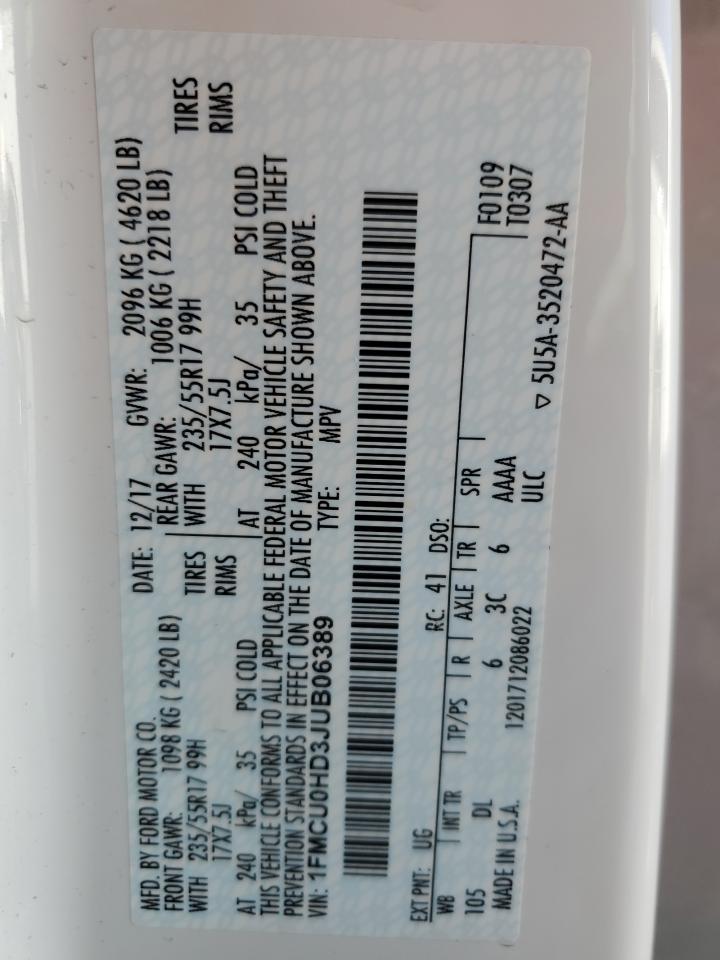 MFD. BY FORD MOTOR CO.
DATE: 12/17 GVWR: 2096 KG ( 4620 LB)
FRONT GAWR: 1098 KG ( 2420 LB)
REAR GAWR: 1006 KG ( 2218 LB)
WITH 235/55R17 99H TIRES
WITH 235/55R17 99H TIRES
17X7.5J RIMS
17X7.5J RIMS
AT 240 kPa/ 35 PSI COLD
AT 240 kPa/ 35 PSI COLD
THIS VEHICLE CONFORMS TO ALL APPLICABLE FEDERAL MOTOR VEHICLE SAFETY AND THEFT
PREVENTION STANDARDS IN EFFECT ON THE DATE OF MANUFACTURE SHOWN ABOVE.
VIN: 1FMCU0HD3JUB06389 TYPE: MPV
EXT PNT: UG RC: 41 DSO:
WB INT TR TP/PS R AXLE TR SPR F0109
105 DL 6 3C 6 AAAA T0307
MADE IN U.S.A. 1201712086022 ULC ▽ 5U5A-3520472-AA